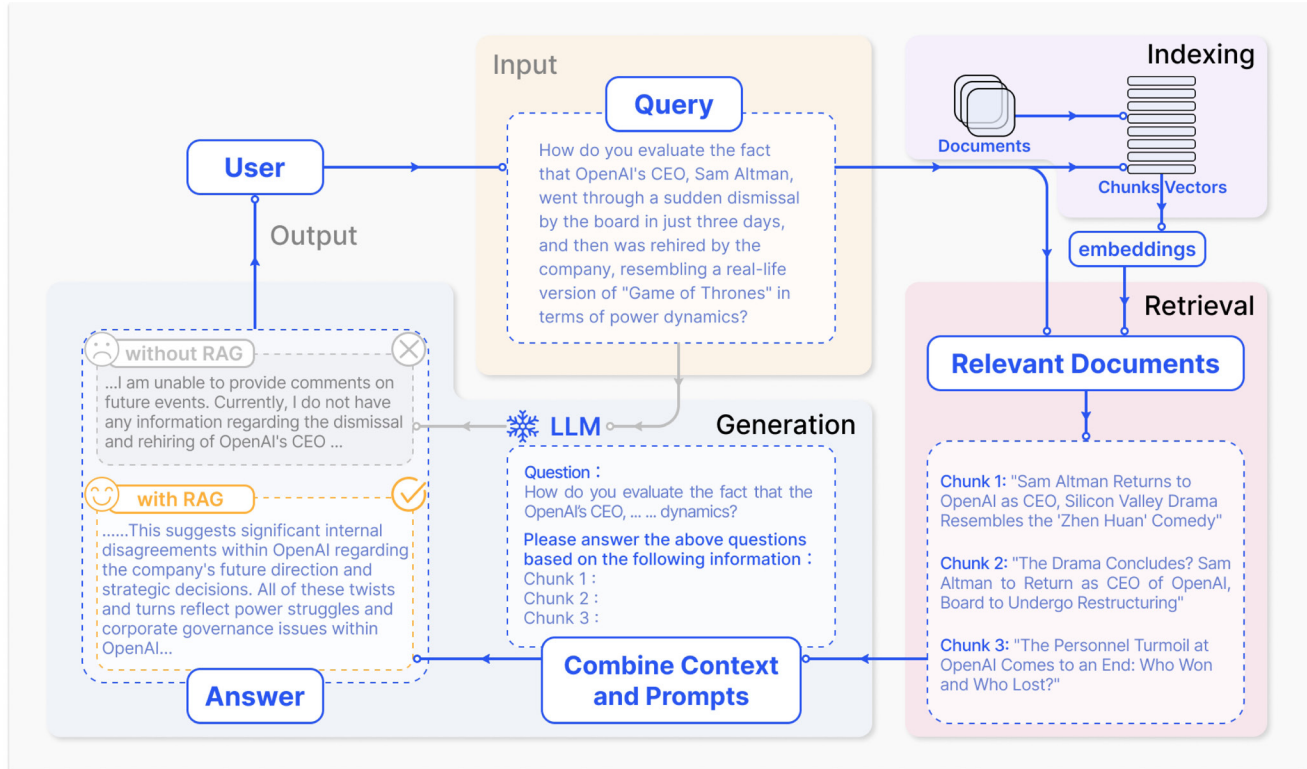 Input
Query
How do you evaluate the fact
that OpenAI's CEO, Sam Altman,
went through a sudden dismissal
by the board in just three days,
and then was rehired by the
company, resembling a real-life
version of "Game of Thrones" in
terms of power dynamics?
Indexing
Documents
Chunks Vectors
embeddings
User
Output
Retrieval
Relevant Documents
Chunk 1: "Sam Altman Returns to
OpenAI as CEO, Silicon Valley Drama
Resembles the 'Zhen Huan' Comedy"
Chunk 2: "The Drama Concludes? Sam
Altman to Return as CEO of OpenAI,
Board to Undergo Restructuring"
Chunk 3: "The Personnel Turmoil at
OpenAI Comes to an End: Who Won
and Who Lost?"
Generation
LLM
Question :
How do you evaluate the fact that the
OpenAI's CEO, ... ... dynamics?
Please answer the above questions
based on the following information :
Chunk 1 :
Chunk 2 :
Chunk 3 :
Combine Context
and Prompts
without RAG
...I am unable to provide comments on
future events. Currently, I do not have
any information regarding the dismissal
and rehiring of OpenAI's CEO ...
with RAG
......This suggests significant internal
disagreements within OpenAI regarding
the company's future direction and
strategic decisions. All of these twists
and turns reflect power struggles and
corporate governance issues within
OpenAI...
Answer